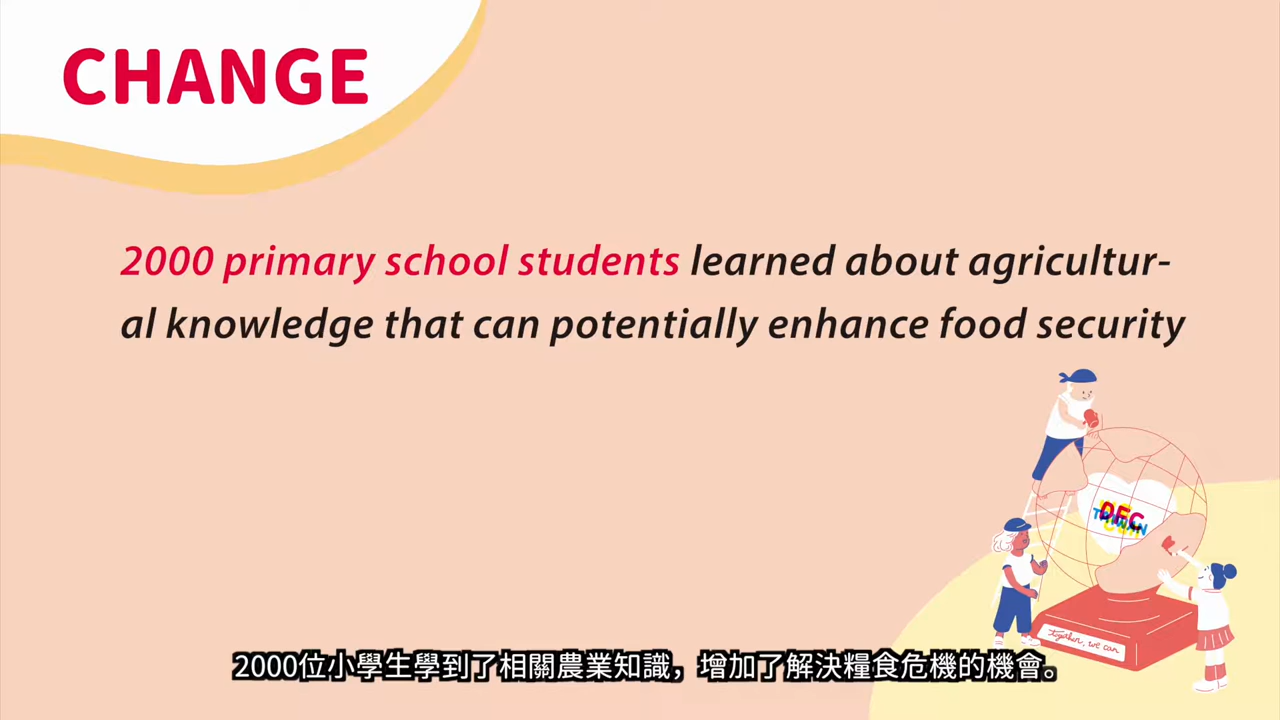 CHANGE
2000 primary school students learned about agricultur-
al knowledge that can potentially enhance food security
DFC
TAIWAN
together, we can
2000位小學生學到了相關農業知識，增加了解決糧食危機的機會。